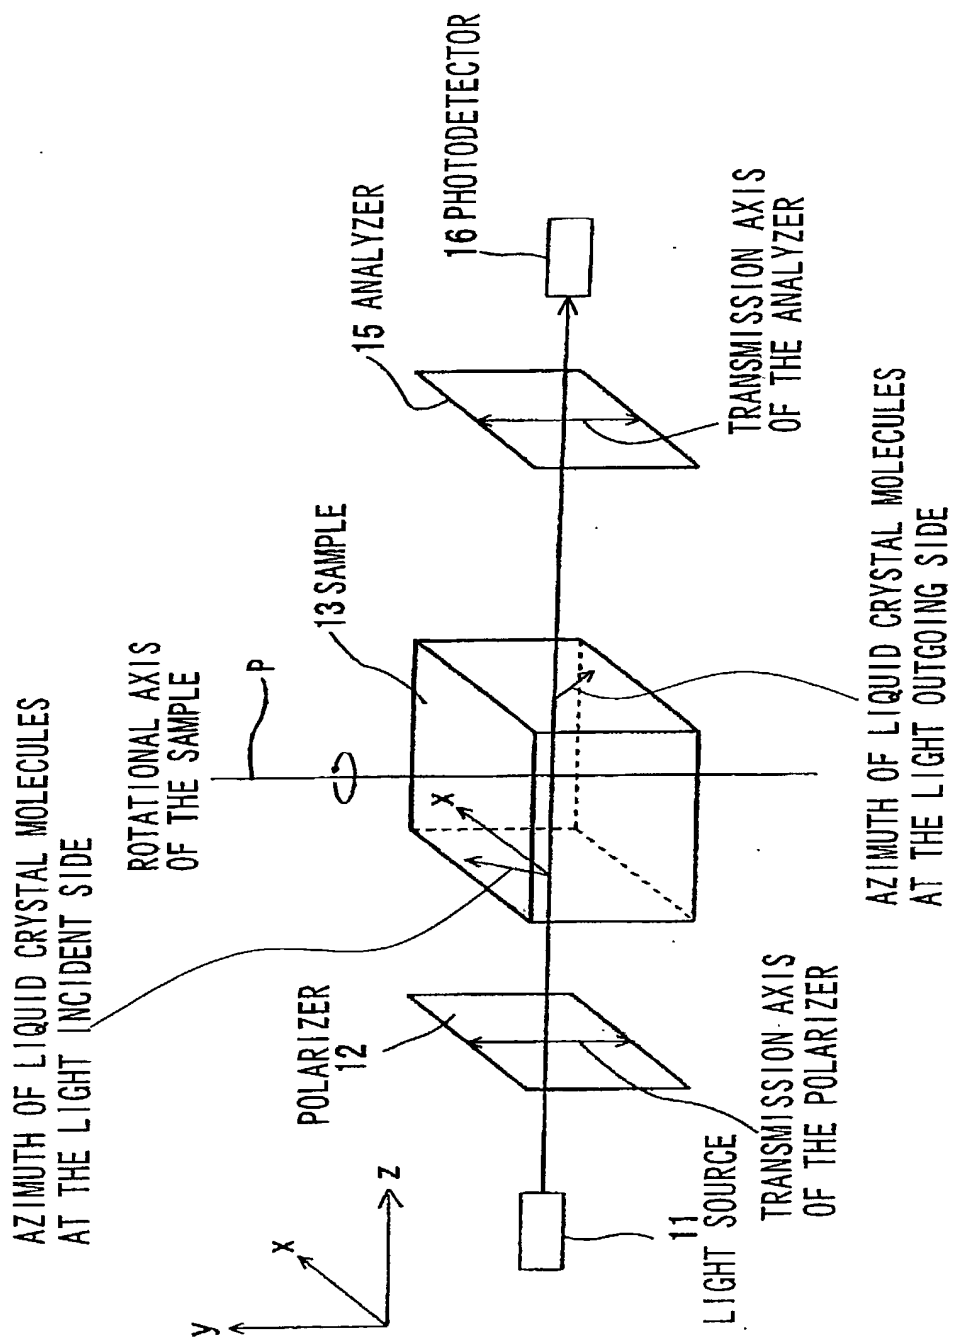 AZIMUTH OF LIQUID CRYSTAL MOLECULES
AT THE LIGHT INCIDENT SIDE
ROTATIONAL AXIS
OF THE SAMPLE
P
13 SAMPLE
15 ANALYZER
16 PHOTODETECTOR
POLARIZER
12
X
y
x
z
11
LIGHT SOURCE
TRANSMISSION AXIS
OF THE POLARIZER
TRANSMISSION AXIS
OF THE ANALYZER
AZIMUTH OF LIQUID CRYSTAL MOLECULES
AT THE LIGHT OUTGOING SIDE